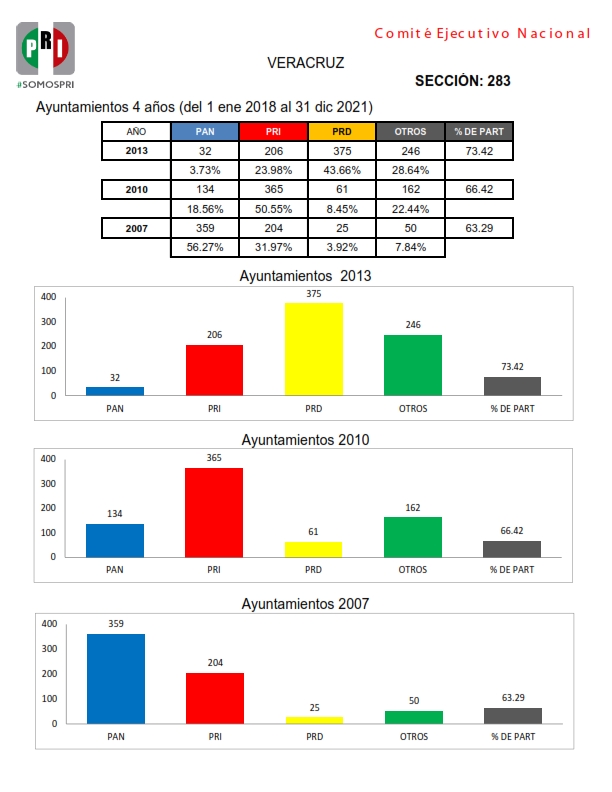 Comité Ejecutivo Nacional
PRI
#SOMOSPRI
VERACRUZ
SECCIÓN: 283
Ayuntamientos 4 años (del 1 ene 2018 al 31 dic 2021)
AÑO PAN PRI PRD OTROS % DE PART
2013 32 206 375 246 73.42
3.73% 23.98% 43.66% 28.64%
2010 134 365 61 162 66.42
18.56% 50.55% 8.45% 22.44%
2007 359 204 25 50 63.29
56.27% 31.97% 3.92% 7.84%
Ayuntamientos 2013
400
300
200
100
0
32
206
375
246
73.42
PAN PRI PRD OTROS % DE PART
Ayuntamientos 2010
400
300
200
100
0
134
365
61
162
66.42
PAN PRI PRD OTROS % DE PART
Ayuntamientos 2007
400
300
200
100
0
359
204
25
50
63.29
PAN PRI PRD OTROS % DE PART